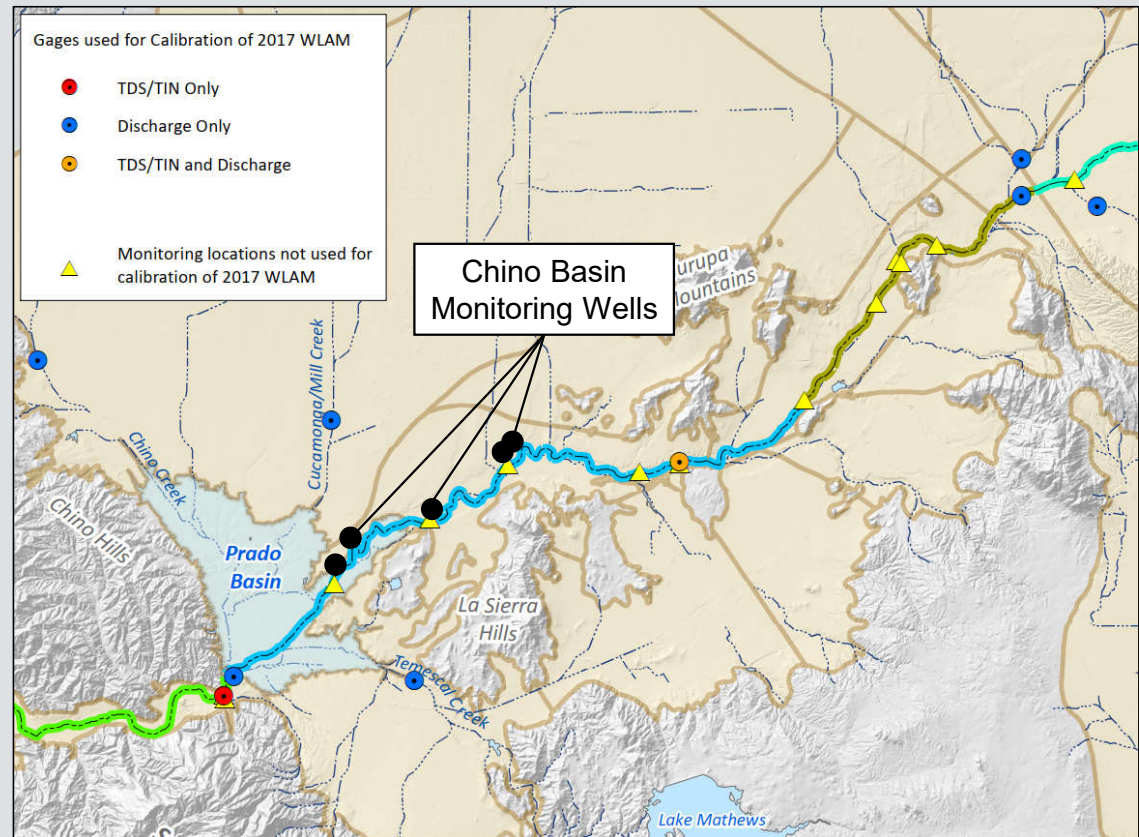 Gages used for Calibration of 2017 WLAM
TDS/TIN Only
Discharge Only
TDS/TIN and Discharge
Monitoring locations not used for
calibration of 2017 WLAM
Chino Basin
Monitoring Wells
urupa
ountains
Cucamonga/Mill Creek
Chino Creek
Chino Hills
Prado
Basin
La Sierra
Hills
Temescal Creek
Lake Mathews
S